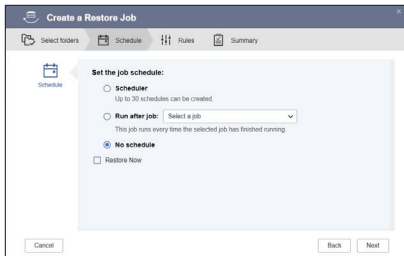 Create a Restore Job
Select folders
Schedule
Rules
Summary
Schedule
Set the job schedule:
Scheduler
Up to 30 schedules can be created
Run after job: Select a job
This job runs every time the selected job has finished running.
No schedule
Restore Now
Cancel
Back
Next